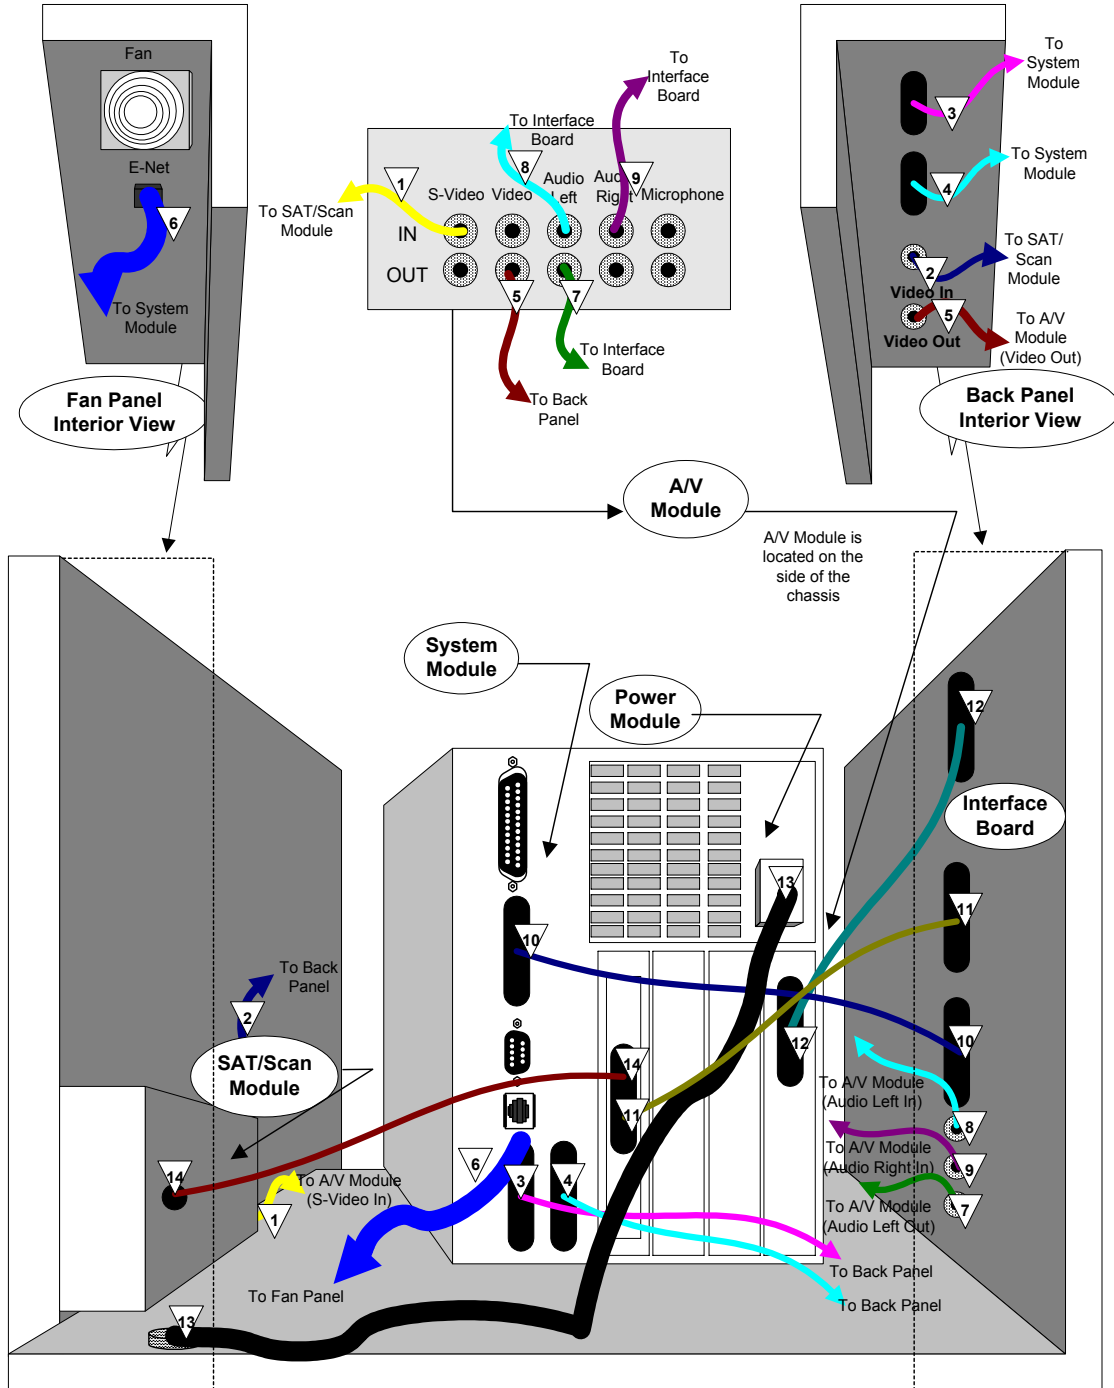 Fan
E-Net
6
To System
Module
Fan Panel
Interior View
To
Interface
Board
To Interface
Board
8
9
1
S-Video
Video
Audio
Left
Audio
Right
Microphone
To SAT/Scan
Module
IN
OUT
5
7
To Interface
Board
To Back
Panel
To
System
Module
3
To System
Module
4
To SAT/
Scan
Module
2
Video In
5
Video Out
To A/V
Module
(Video Out)
Back Panel
Interior View
A/V
Module
A/V Module is
located on the
side of the
chassis
System
Module
Power
Module
12
Interface
Board
13
11
10
10
12
14
11
To Back
Panel
2
SAT/Scan
Module
To A/V Module
(Audio Left In)
8
To A/V Module
(Audio Right In)
9
To A/V Module
(Audio Left Out)
7
14
To A/V Module
(S-Video In)
1
6
3
4
To Back Panel
To Back Panel
To Fan Panel
13